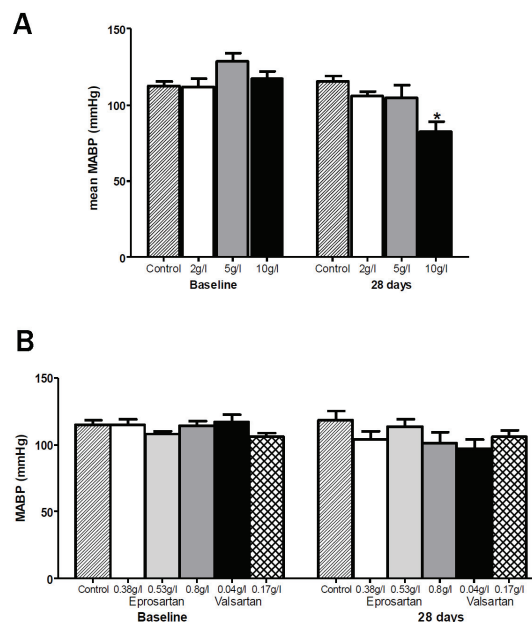 A
150
100
50
0
mean MABP (mmHg)
*
Control 2g/l 5g/l 10g/l Control 2g/l 5g/l 10g/l
Baseline 28 days
B
150
100
50
0
MABP (mmHg)
Control 0.38g/l 0.53g/l 0.8g/l 0.04g/l 0.17g/l Control 0.38g/l 0.53g/l 0.8g/l 0.04g/l 0.17g/l
Eprosartan Valsartan Eprosartan Valsartan
Baseline 28 days